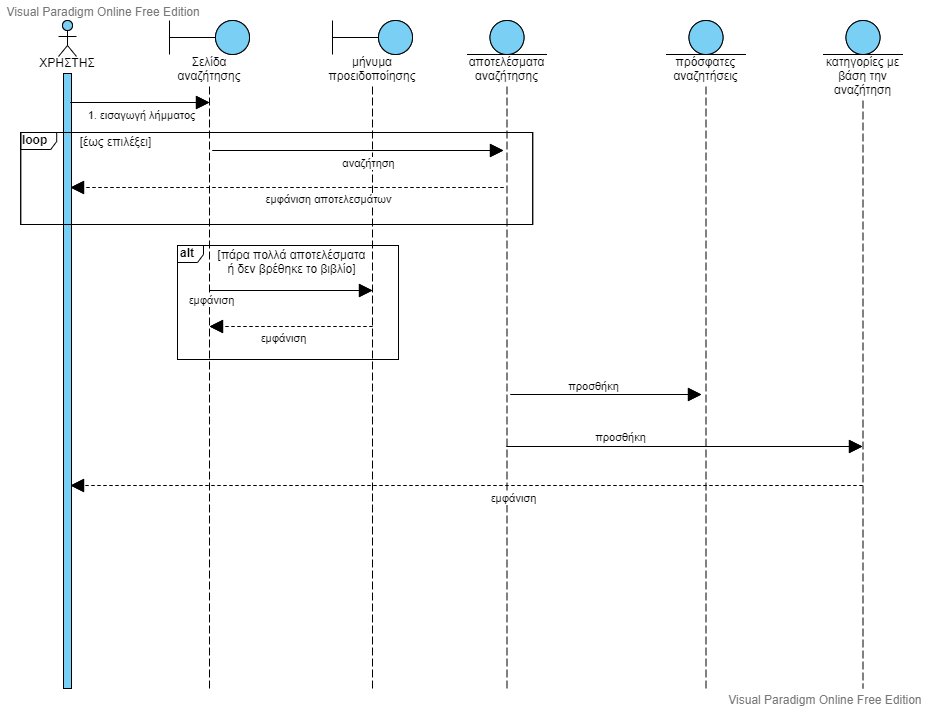 Visual Paradigm Online Free Edition
ΧΡΗΣΤΗΣ
Σελίδα
αναζήτησης
μήνυμα
προειδοποίησης
αποτελέσματα
αναζήτησης
πρόσφατες
αναζητήσεις
κατηγορίες με
βάση την
αναζήτηση
1. εισαγωγή λήμματος
loop
[έως επιλέξει]
αναζήτηση
εμφάνιση αποτελεσμάτων
alt
[πάρα πολλά αποτελέσματα
ή δεν βρέθηκε το βιβλίο]
εμφάνιση
εμφάνιση
προσθήκη
προσθήκη
εμφάνιση
Visual Paradigm Online Free Edition